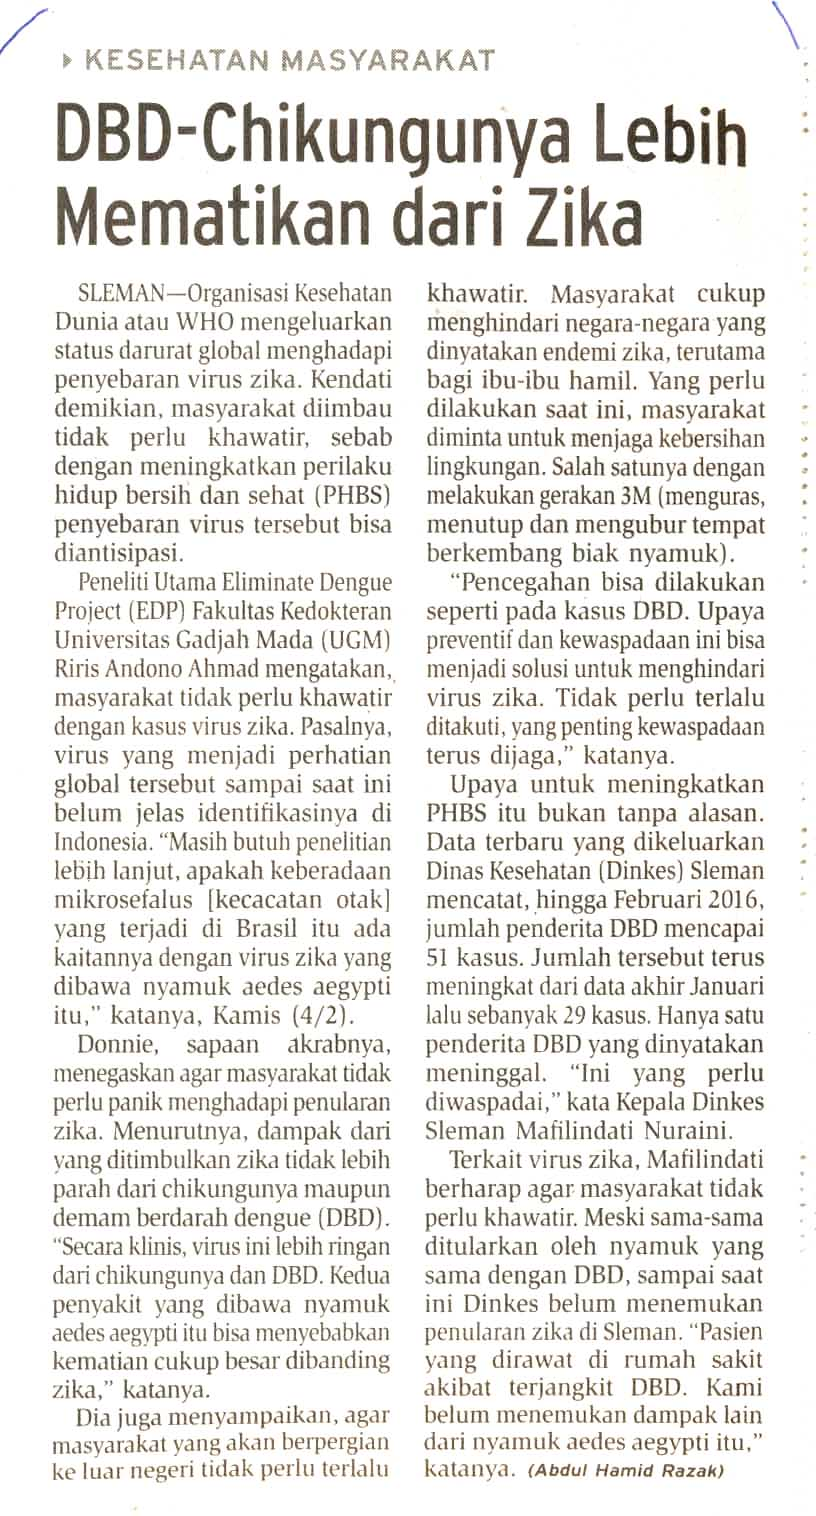 KESEHATAN MASYARAKAT
DBD-Chikungunya Lebih
Mematikan dari Zika
SLEMAN—Organisasi Kesehatan
Dunia atau WHO mengeluarkan
status darurat global menghadapi
penyebaran virus zika. Kendati
demikian, masyarakat diimbau
tidak perlu khawatir, sebab
dengan meningkatkan perilaku
hidup bersih dan sehat (PHBS)
penyebaran virus tersebut bisa
diantisipasi.
Peneliti Utama Eliminate Dengue
Project (EDP) Fakultas Kedokteran
Universitas Gadjah Mada (UGM)
Riris Andono Ahmad mengatakan,
masyarakat tidak perlu khawatir
dengan kasus virus zika. Pasalnya,
virus yang menjadi perhatian
global tersebut sampai saat ini
belum jelas identifikasinya di
Indonesia. “Masih butuh penelitian
lebih lanjut, apakah keberadaan
mikrosefalus [kecacatan otak]
yang terjadi di Brasil itu ada
kaitannya dengan virus zika yang
dibawa nyamuk aedes aegypti
itu,” katanya, Kamis (4/2).
Donnie, sapaan akrabnya,
menegaskan agar masyarakat tidak
perlu panik menghadapi penularan
zika. Menurutnya, dampak dari
yang ditimbulkan zika tidak lebih
parah dari chikungunya maupun
demam berdarah dengue (DBD).
“Secara klinis, virus ini lebih ringan
dari chikungunya dan DBD. Kedua
penyakit yang dibawa nyamuk
aedes aegypti itu bisa menyebabkan
kematian cukup besar dibanding
zika,” katanya.
Dia juga menyampaikan, agar
masyarakat yang akan berpergian
ke luar negeri tidak perlu terlalu
khawatir. Masyarakat cukup
menghindari negara-negara yang
dinyatakan endemi zika, terutama
bagi ibu-ibu hamil. Yang perlu
dilakukan saat ini, masyarakat
diminta untuk menjaga kebersihan
lingkungan. Salah satunya dengan
melakukan gerakan 3M (menguras,
menutup dan mengubur tempat
berkembang biak nyamuk).
“Pencegahan bisa dilakukan
seperti pada kasus DBD. Upaya
preventif dan kewaspadaan ini bisa
menjadi solusi untuk menghindari
virus zika. Tidak perlu terlalu
ditakuti, yang penting kewaspadaan
terus dijaga,” katanya.
Upaya untuk meningkatkan
PHBS itu bukan tanpa alasan.
Data terbaru yang dikeluarkan
Dinas Kesehatan (Dinkes) Sleman
mencatat, hingga Februari 2016,
jumlah penderita DBD mencapai
51 kasus. Jumlah tersebut terus
meningkat dari data akhir Januari
lalu sebanyak 29 kasus. Hanya satu
penderita DBD yang dinyatakan
meninggal. “Ini yang perlu
diwaspadai,” kata Kepala Dinkes
Sleman Mafilindati Nuraini.
Terkait virus zika, Mafilindati
berharap agar masyarakat tidak
perlu khawatir. Meski sama-sama
ditularkan oleh nyamuk yang
sama dengan DBD, sampai saat
ini Dinkes belum menemukan
penularan zika di Sleman. “Pasien
yang dirawat di rumah sakit
akibat terjangkit DBD. Kami
belum menemukan dampak lain
dari nyamuk aedes aegypti itu,”
katanya. (Abdul Hamid Razak)